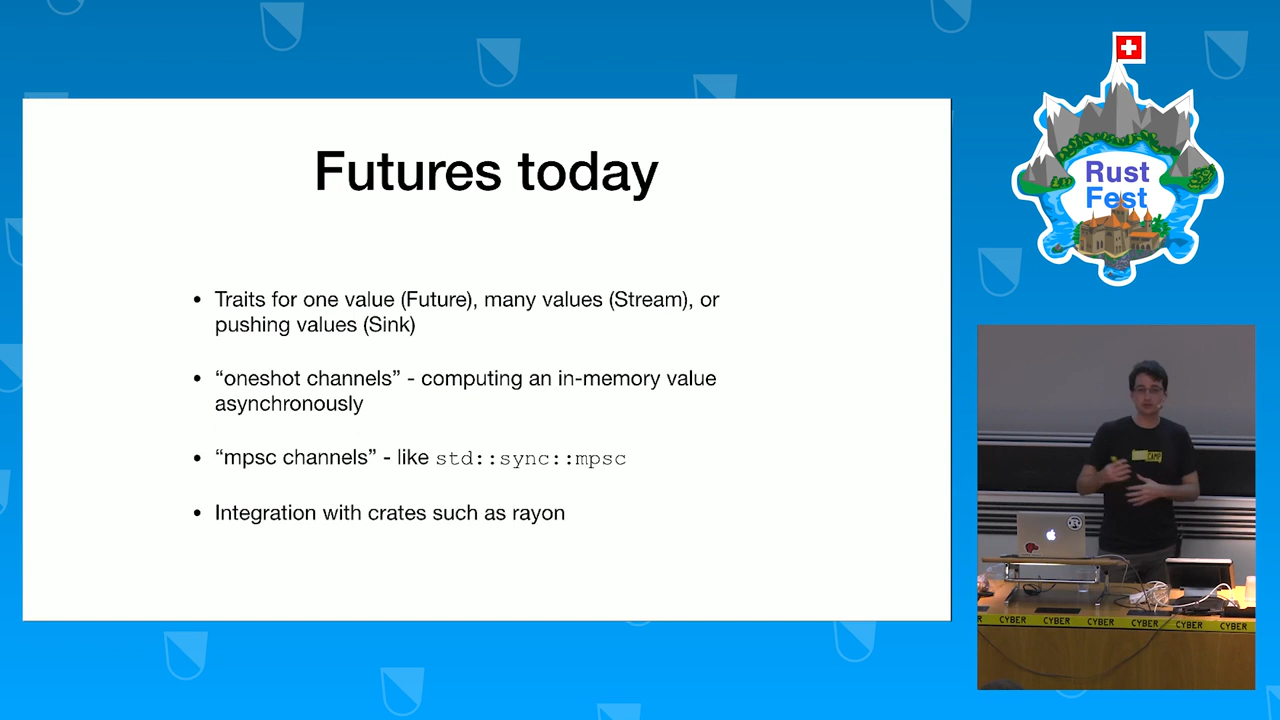 Futures today
• Traits for one value (Future), many values (Stream), or
pushing values (Sink)
• “oneshot channels” - computing an in-memory value
asynchronously
• “mpsc channels” - like std::sync::mpsc
• Integration with crates such as rayon
Rust
Fest
CAMP
CYBER CYBER CYBER CYBER CYBER CYBER